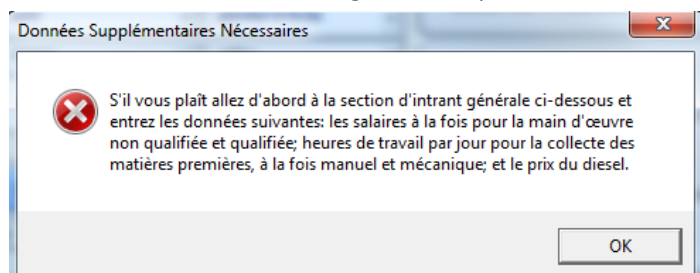 Données Supplémentaires Nécessaires
S'il vous plaît allez d'abord à la section d'intrant générale ci-dessous et
entrez les données suivantes: les salaires à la fois pour la main d'œuvre
non qualifiée et qualifiée; heures de travail par jour pour la collecte des
matières premières, à la fois manuel et mécanique; et le prix du diesel.
OK